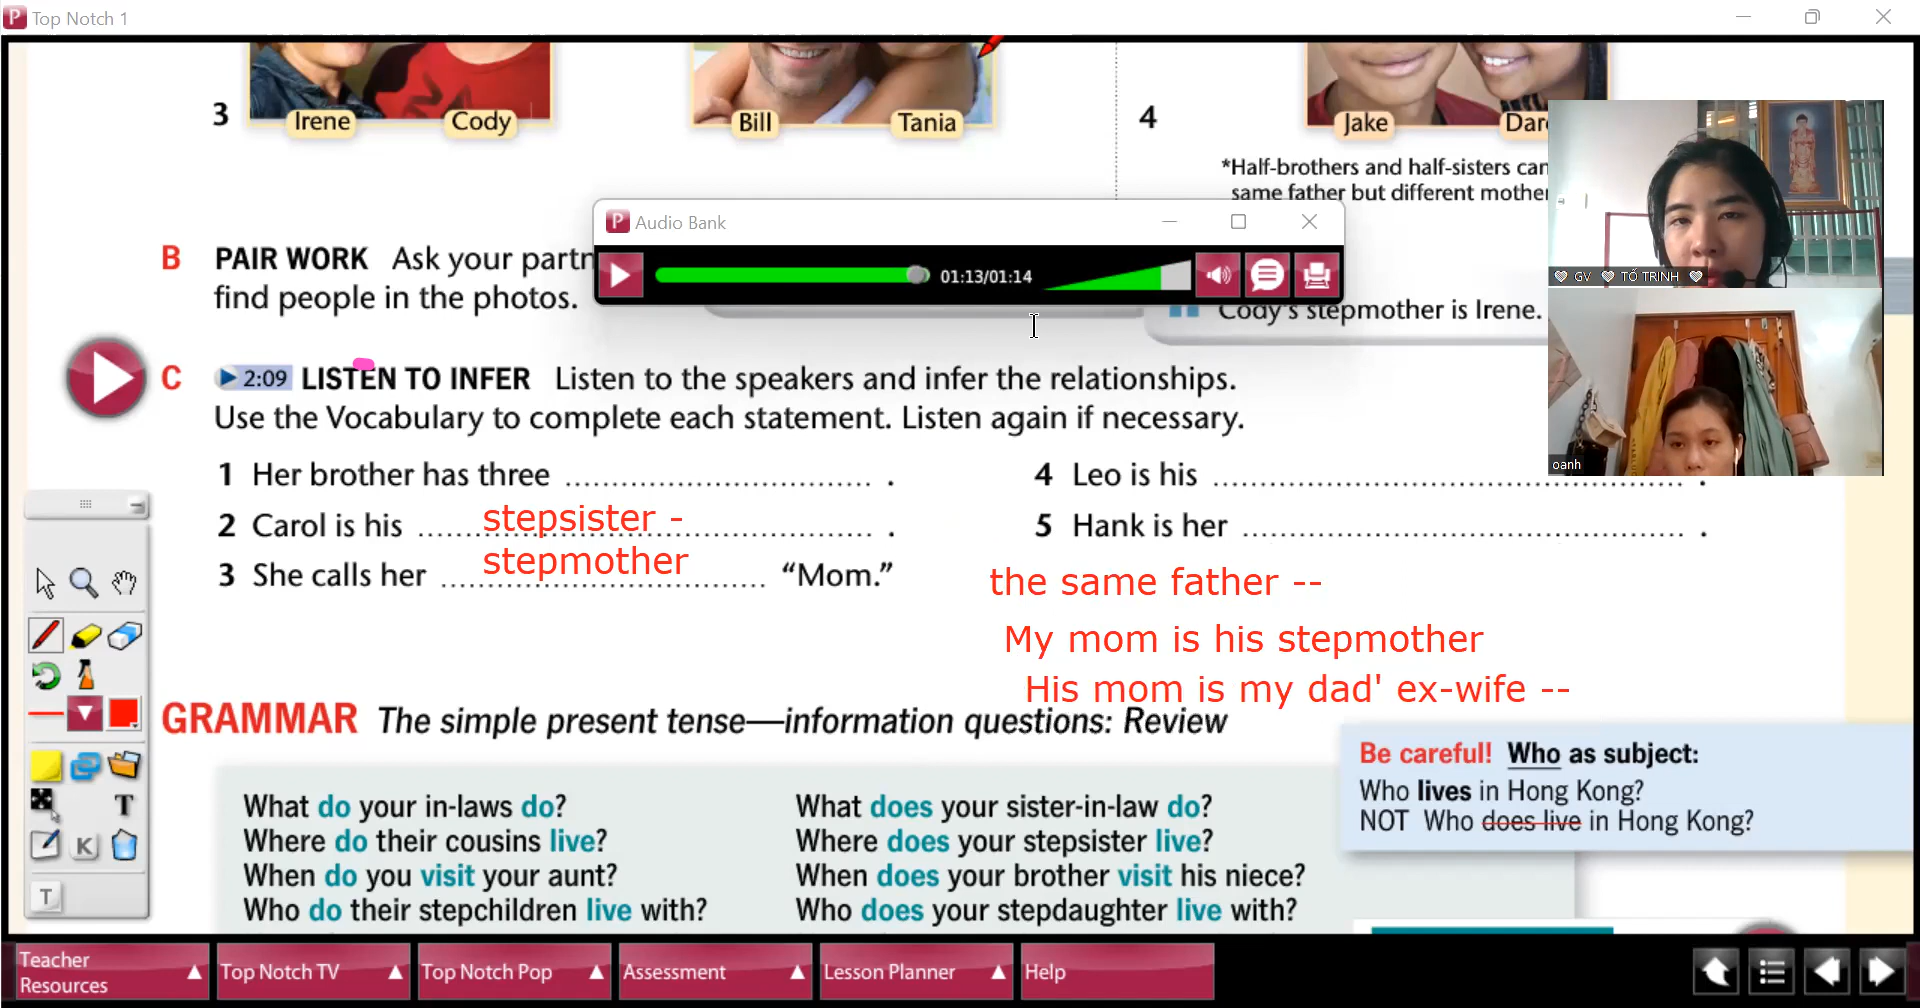 Top Notch 1
3
Irene
Cody
Bill
Tania
4
Jake
*Half-brothers and half-sisters can
same father but different mothe
B PAIR WORK Ask your partn
find people in the photos.
Audio Bank
01:13/01:14
Cody's stepmother is Irene.
GV TỐ TRINH
oanh
C 2:09 LISTEN TO INFER Listen to the speakers and infer the relationships.
Use the Vocabulary to complete each statement. Listen again if necessary.
1 Her brother has three .
2 Carol is his stepsister - .
3 She calls her stepmother “Mom.”
4 Leo is his .
5 Hank is her .
the same father --
My mom is his stepmother
His mom is my dad' ex-wife --
GRAMMAR The simple present tense—information questions: Review
What do your in-laws do?
Where do their cousins live?
When do you visit your aunt?
Who do their stepchildren live with?
What does your sister-in-law do?
Where does your stepsister live?
When does your brother visit his niece?
Who does your stepdaughter live with?
Be careful! Who as subject:
Who lives in Hong Kong?
NOT Who does live in Hong Kong?
T
K
T
Teacher
Resources
Top Notch TV
Top Notch Pop
Assessment
Lesson Planner
Help